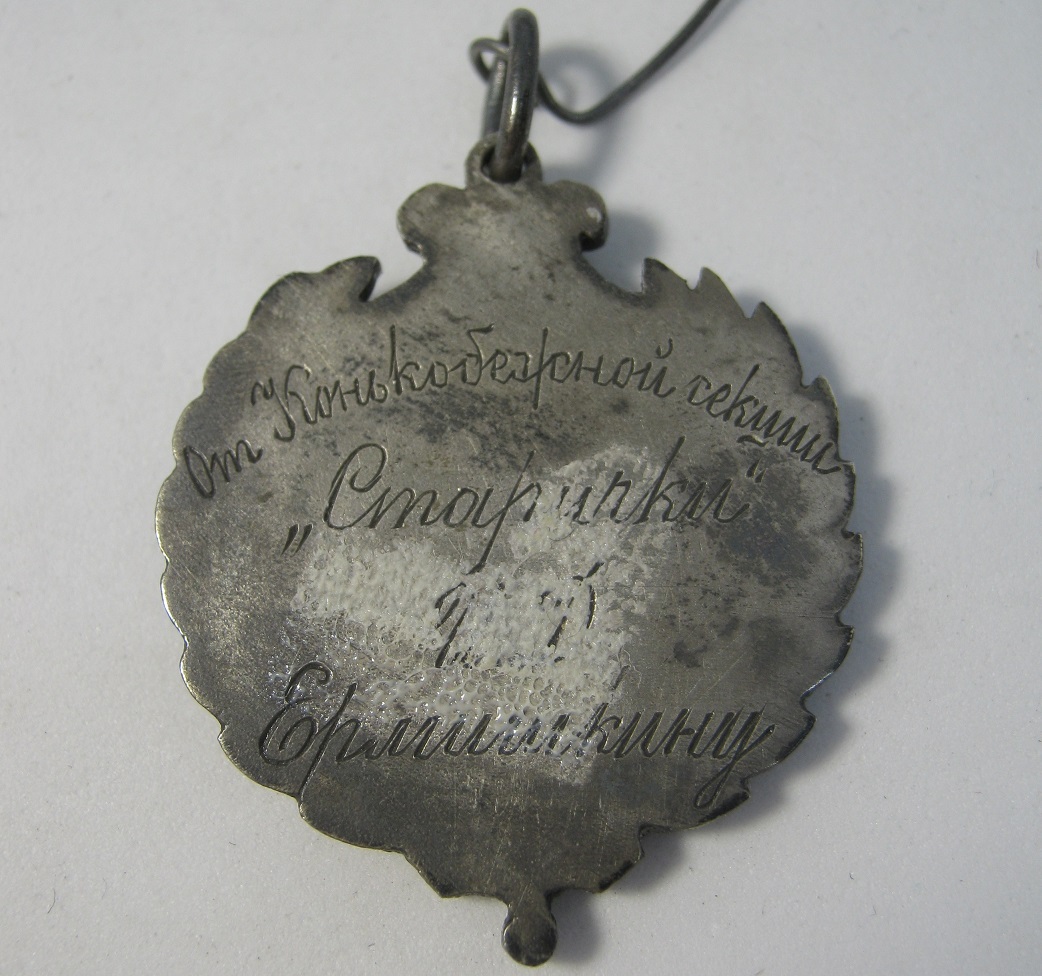 от Конькобежной секции
„Старички“
Ермишкину